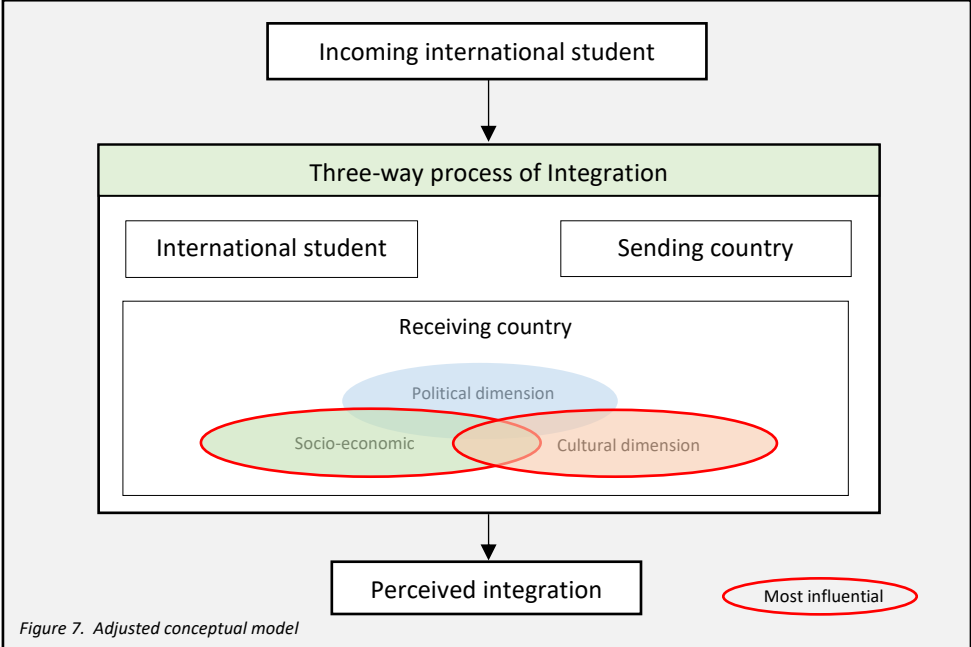 Incoming international student
Three-way process of Integration
International student
Sending country
Receiving country
Political dimension
Socio-economic
Cultural dimension
Perceived integration
Most influential
Figure 7. Adjusted conceptual model